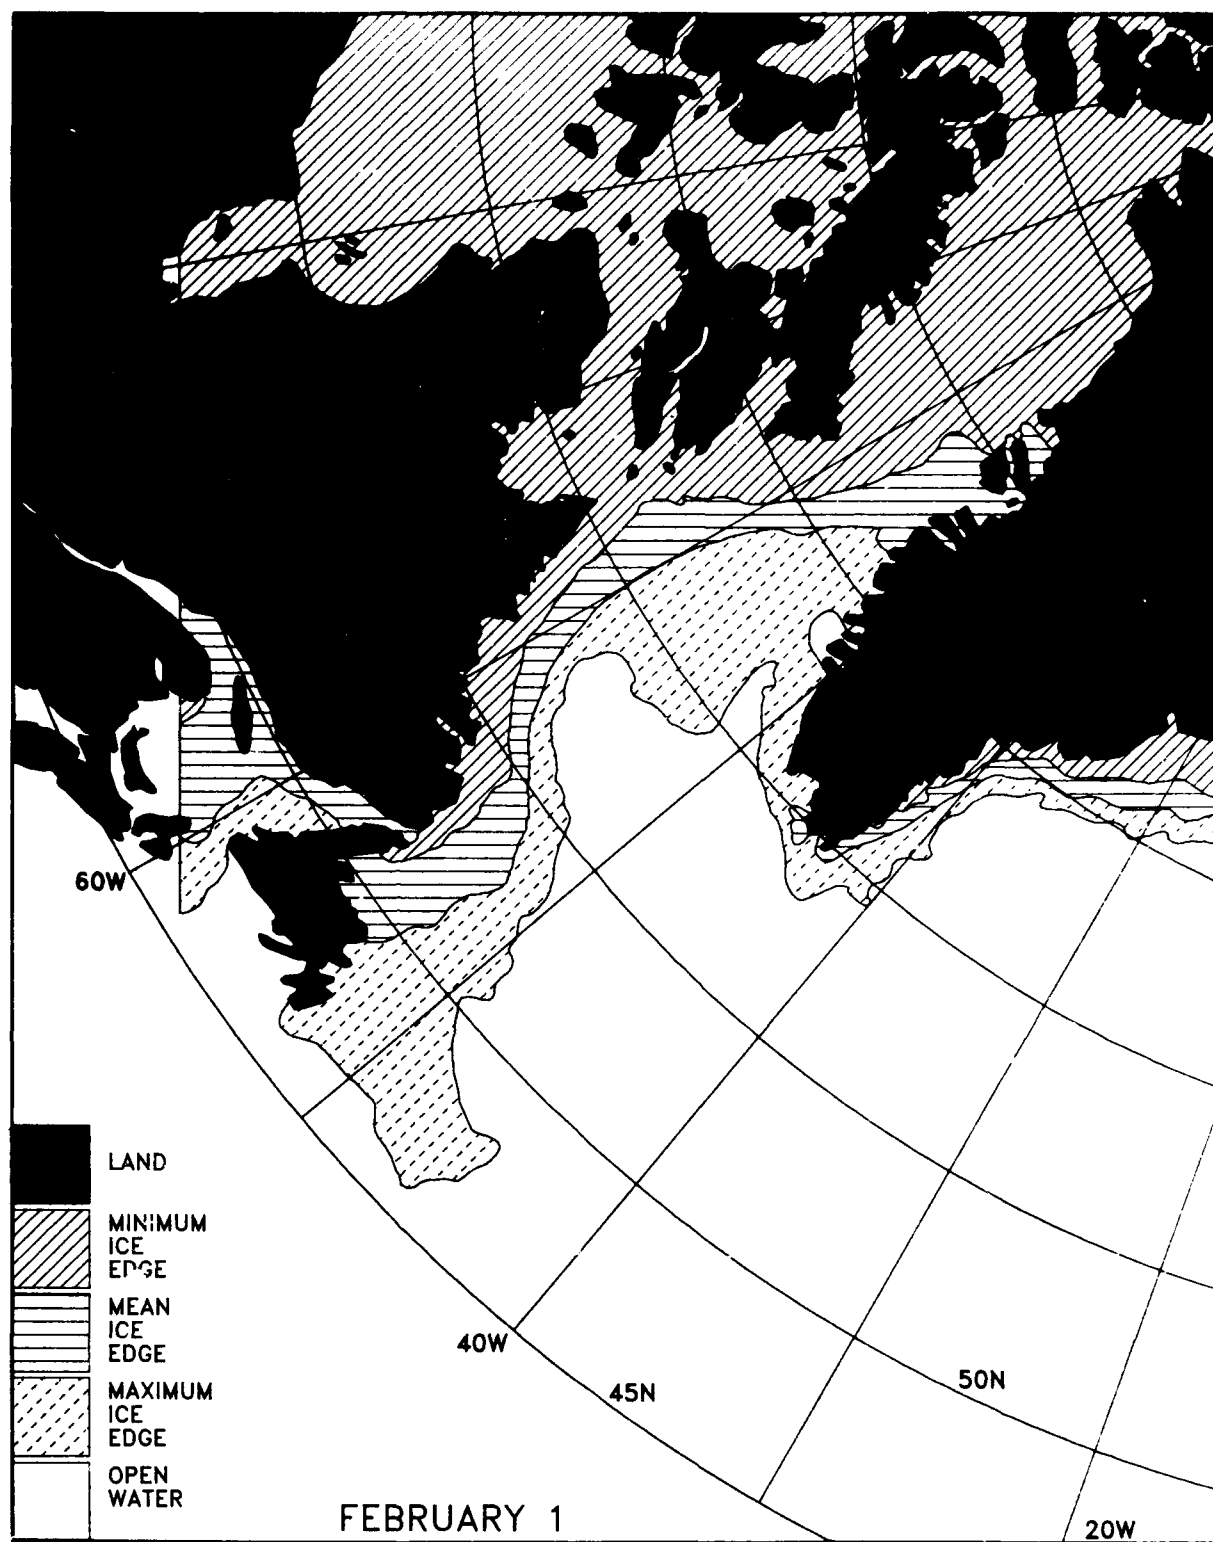 60W
LAND
MINIMUM
ICE
EDGE
MEAN
ICE
EDGE
40W
MAXIMUM
ICE
EDGE
45N
50N
OPEN
WATER
FEBRUARY 1
20W